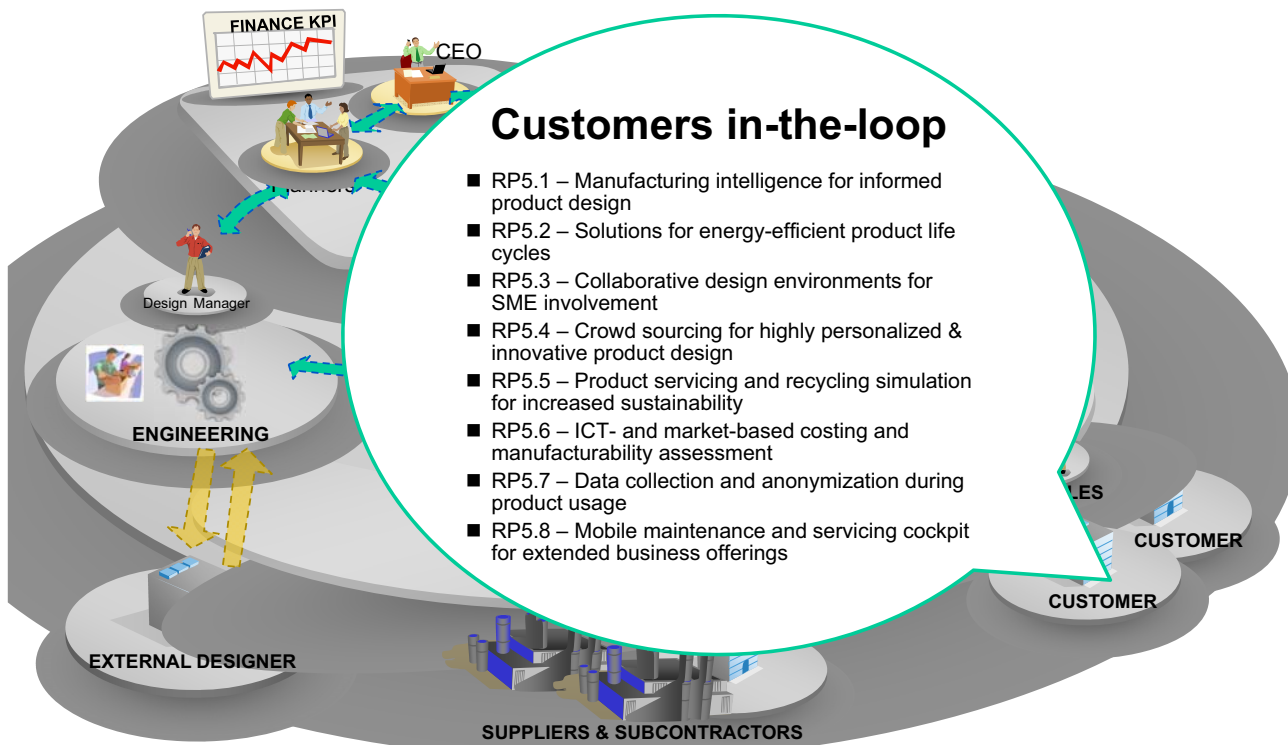 FINANCE KPI
CEO
Customers in-the-loop
■ RP5.1 – Manufacturing intelligence for informed
product design
■ RP5.2 – Solutions for energy-efficient product life
cycles
■ RP5.3 – Collaborative design environments for
SME involvement
■ RP5.4 – Crowd sourcing for highly personalized &
innovative product design
■ RP5.5 – Product servicing and recycling simulation
for increased sustainability
■ RP5.6 – ICT- and market-based costing and
manufacturability assessment
■ RP5.7 – Data collection and anonymization during
product usage
■ RP5.8 – Mobile maintenance and servicing cockpit
for extended business offerings
Design Manager
ENGINEERING
CUSTOMER
CUSTOMER
EXTERNAL DESIGNER
SUPPLIERS & SUBCONTRACTORS